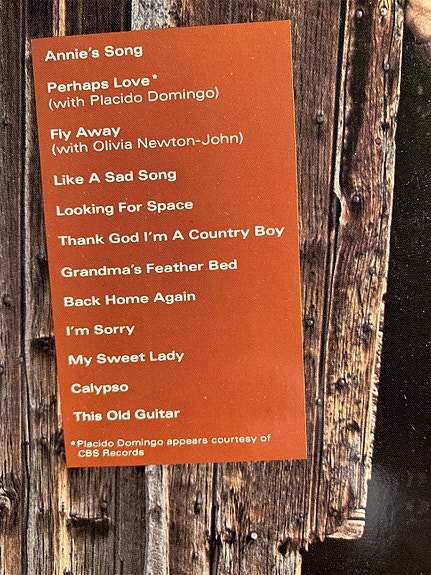 Annie's Song
Perhaps Love*
(with Placido Domingo)
Fly Away
(with Olivia Newton-John)
Like A Sad Song
Looking For Space
Thank God I'm A Country Boy
Grandma's Feather Bed
Back Home Again
I'm Sorry
My Sweet Lady
Calypso
This Old Guitar
*Placido Domingo appears courtesy of
CBS Records